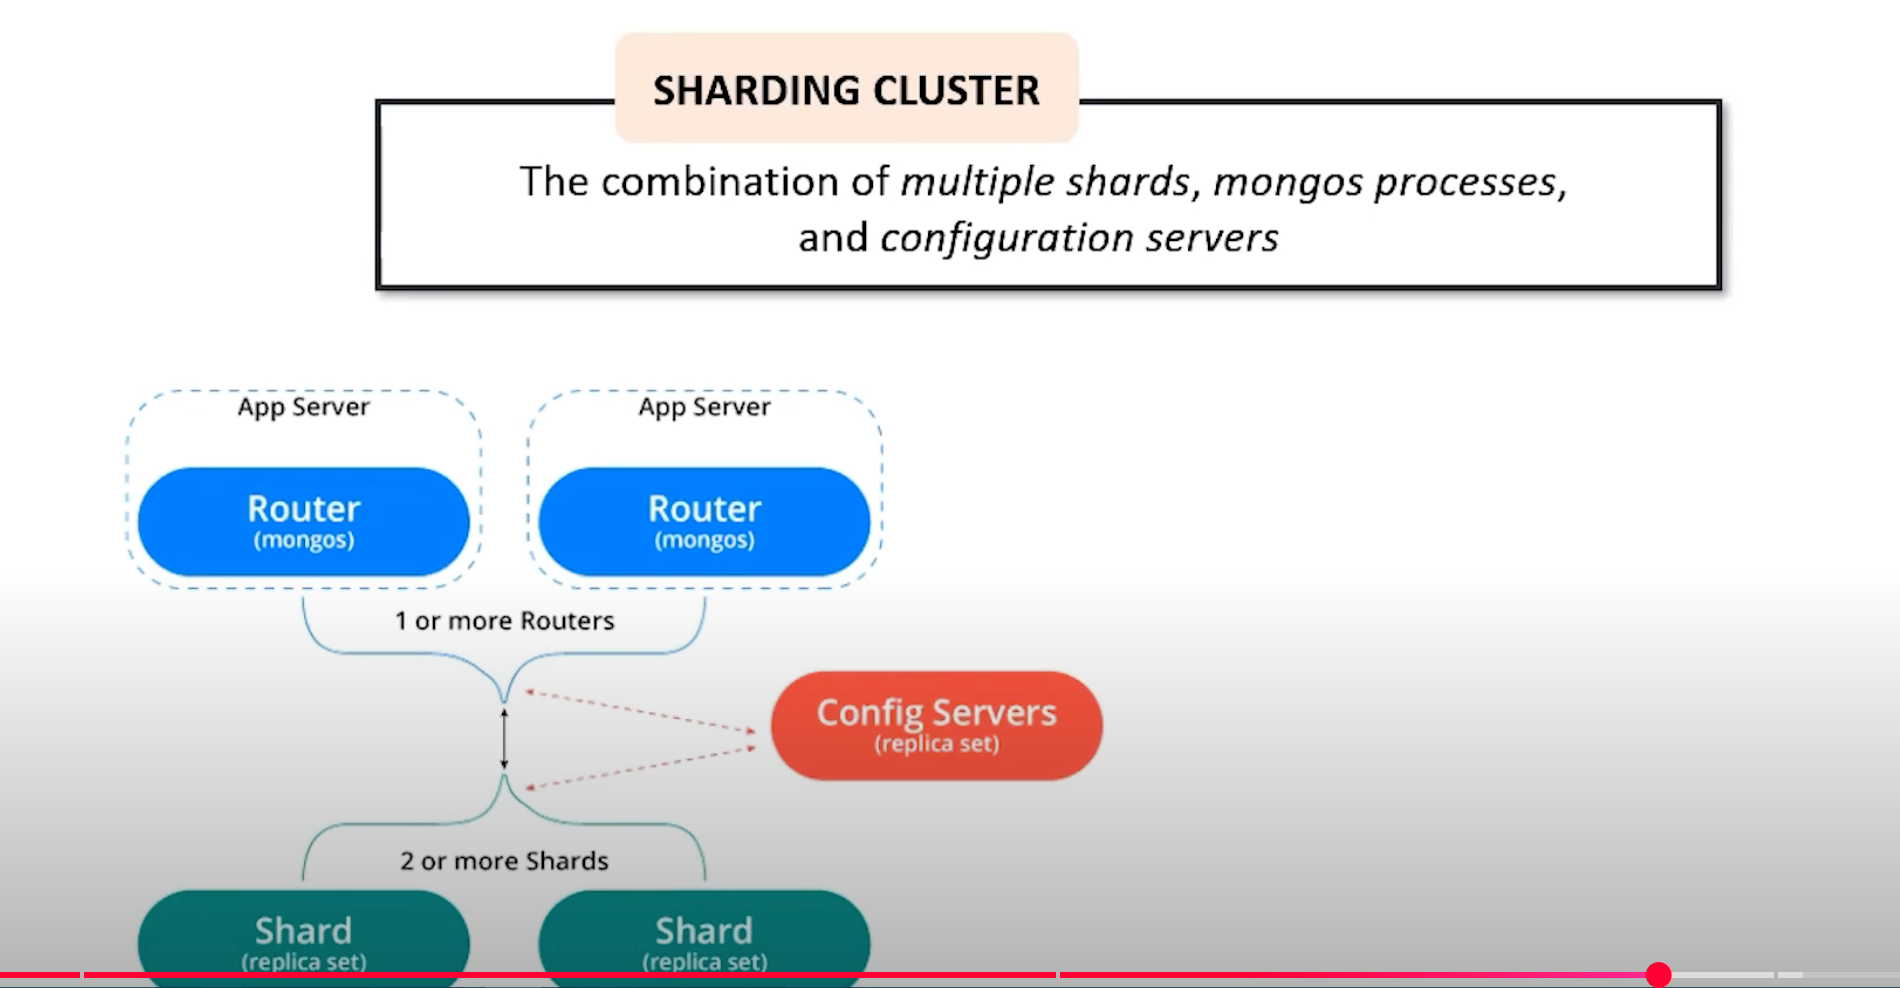 SHARDING CLUSTER
The combination of multiple shards, mongos processes,
and configuration servers
App Server
App Server
Router
(mongos)
Router
(mongos)
1 or more Routers
Config Servers
(replica set)
2 or more Shards
Shard
(replica set)
Shard
(replica set)